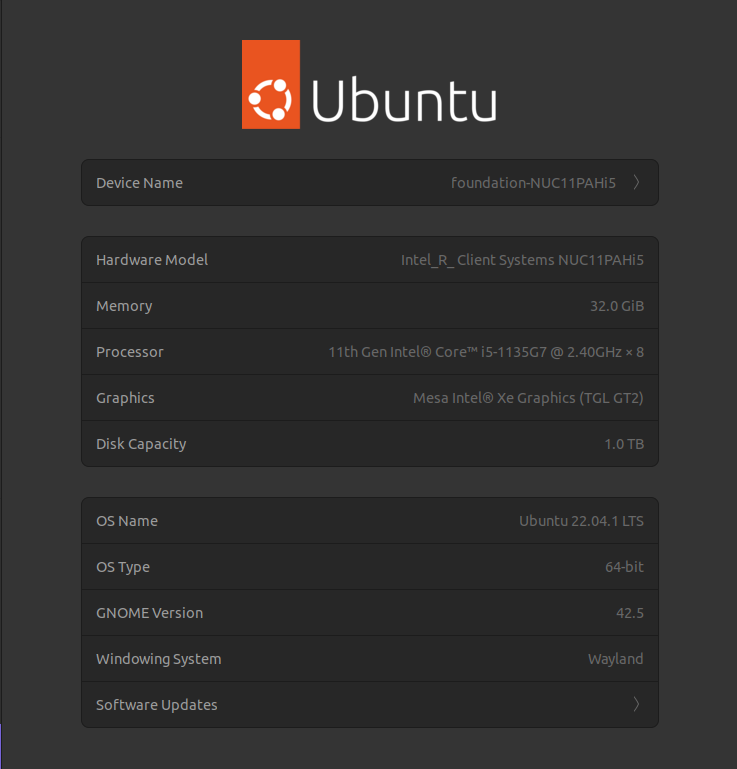 Ubuntu
Device Name foundation-NUC11PAHi5
Hardware Model Intel_R_ Client Systems NUC11PAHi5
Memory 32.0 GiB
Processor 11th Gen Intel® Core™ i5-1135G7 @ 2.40GHz × 8
Graphics Mesa Intel® Xe Graphics (TGL GT2)
Disk Capacity 1.0 TB
OS Name Ubuntu 22.04.1 LTS
OS Type 64-bit
GNOME Version 42.5
Windowing System Wayland
Software Updates